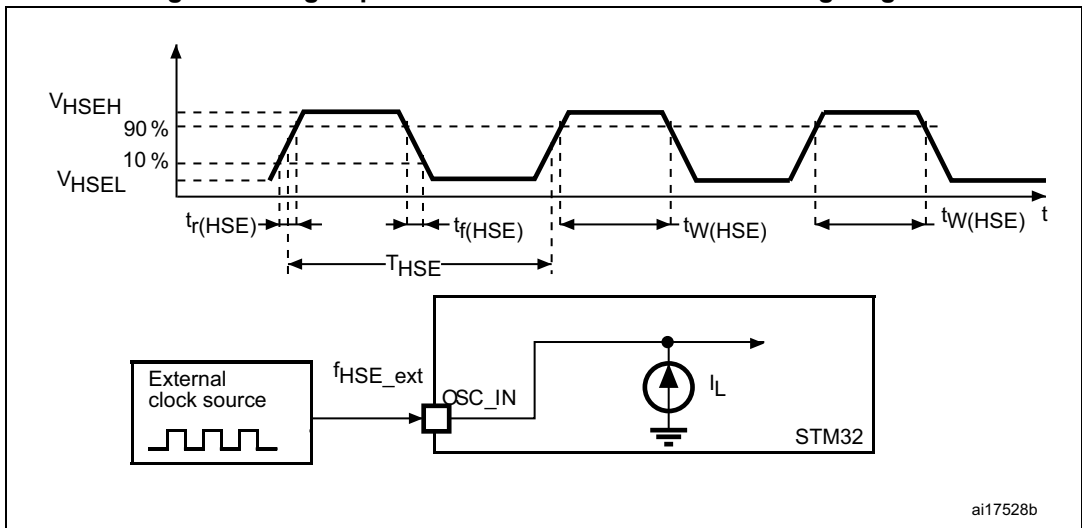 VHSEH
90 %
10 %
VHSEL
tr(HSE)
tf(HSE)
tW(HSE)
tW(HSE)
t
THSE
External
clock source
fHSE_ext
OSC_IN
IL
STM32
ai17528b